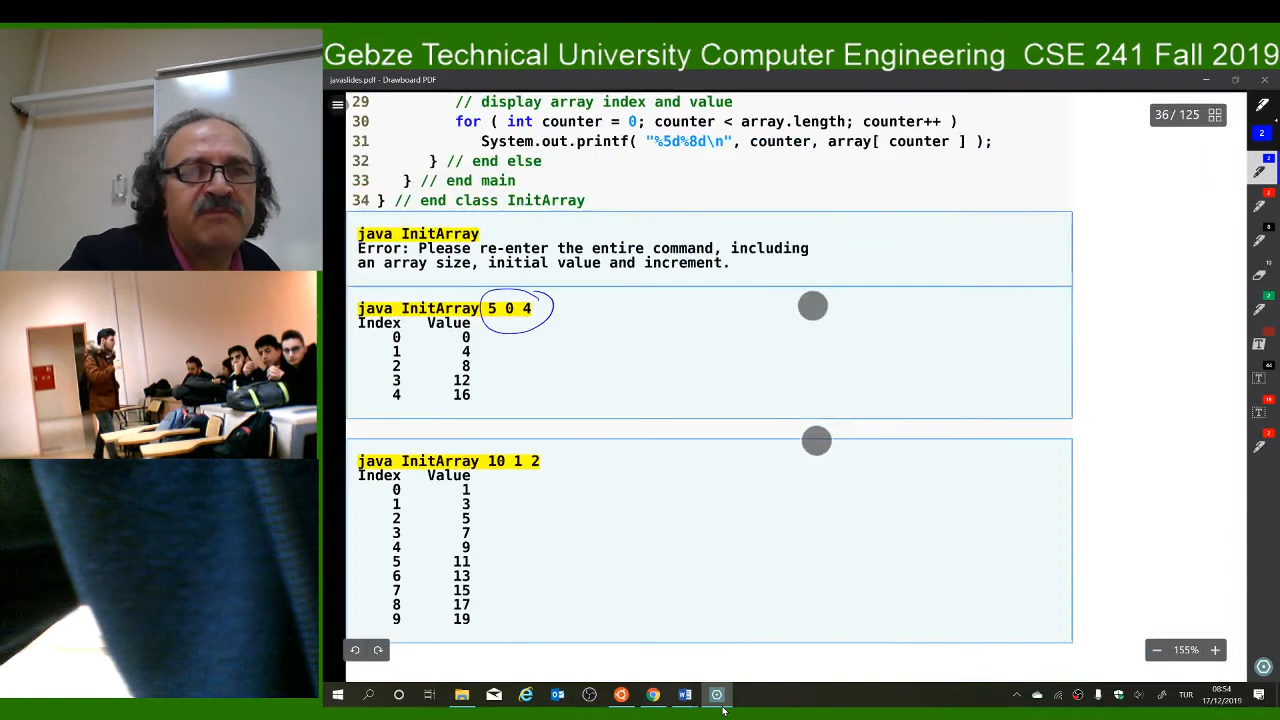 Gebze Technical University Computer Engineering CSE 241 Fall 2019
javaslides.pdf - Drawboard PDF
36 / 125
29 // display array index and value
30 for ( int counter = 0; counter < array.length; counter++ )
31 System.out.printf( "%5d%8d\n", counter, array[ counter ] );
32 } // end else
33 } // end main
34 } // end class InitArray
java InitArray
Error: Please re-enter the entire command, including
an array size, initial value and increment.
java InitArray 5 0 4
Index Value
0 0
1 4
2 8
3 12
4 16
java InitArray 10 1 2
Index Value
0 1
1 3
2 5
3 7
4 9
5 11
6 13
7 15
8 17
9 19
155%
TUR
08:54
17/12/2019